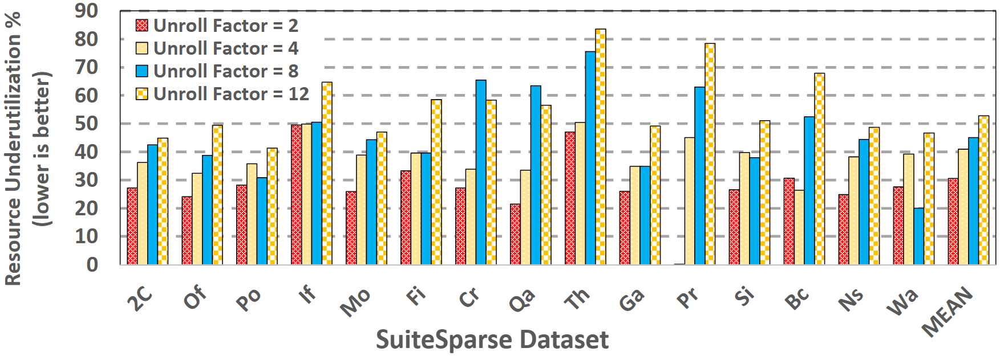 Resource Underutilization %
(lower is better)
90
80
70
60
50
40
30
20
10
0
Unroll Factor = 2
Unroll Factor = 4
Unroll Factor = 8
Unroll Factor = 12
2C Of Po If Mo Fi Cr Qa Th Ga Pr Si Bc Ns Wa MEAN
SuiteSparse Dataset